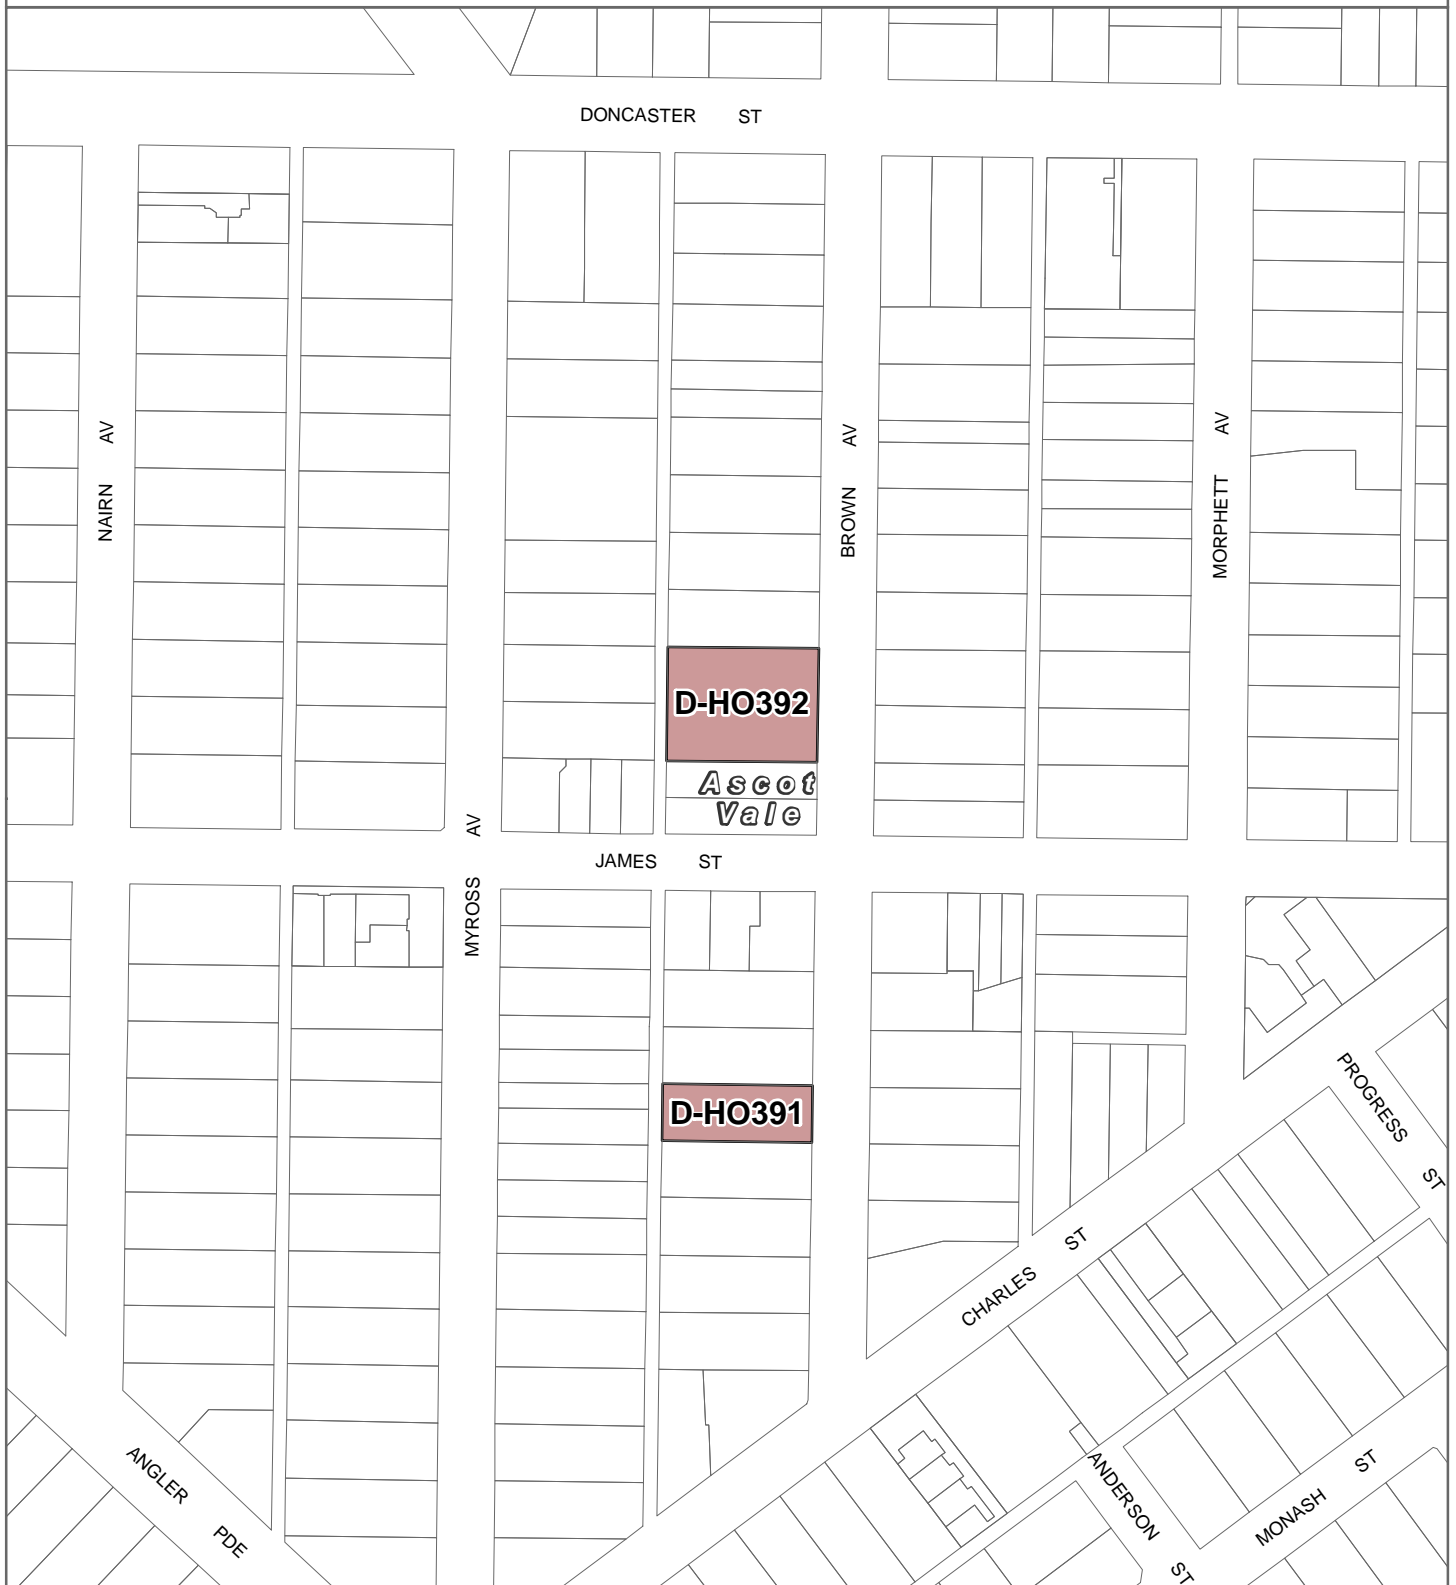 DONCASTER ST
NAIRN AV
BROWN AV
MORPHETT AV
D-HO392
Ascot
Vale
MYROSS AV
JAMES ST
D-HO391
PROGRESS ST
CHARLES ST
ANGLER PDE
ANDERSON ST
MONASH ST